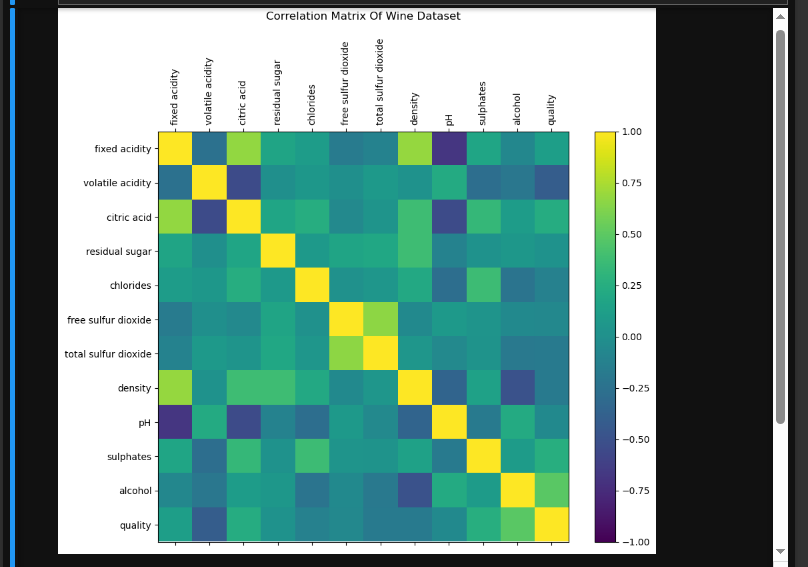 Correlation Matrix Of Wine Dataset
fixed acidity
volatile acidity
citric acid
residual sugar
chlorides
free sulfur dioxide
total sulfur dioxide
density
pH
sulphates
alcohol
quality
fixed acidity
volatile acidity
citric acid
residual sugar
chlorides
free sulfur dioxide
total sulfur dioxide
density
pH
sulphates
alcohol
quality
1.00
0.75
0.50
0.25
0.00
−0.25
−0.50
−0.75
−1.00